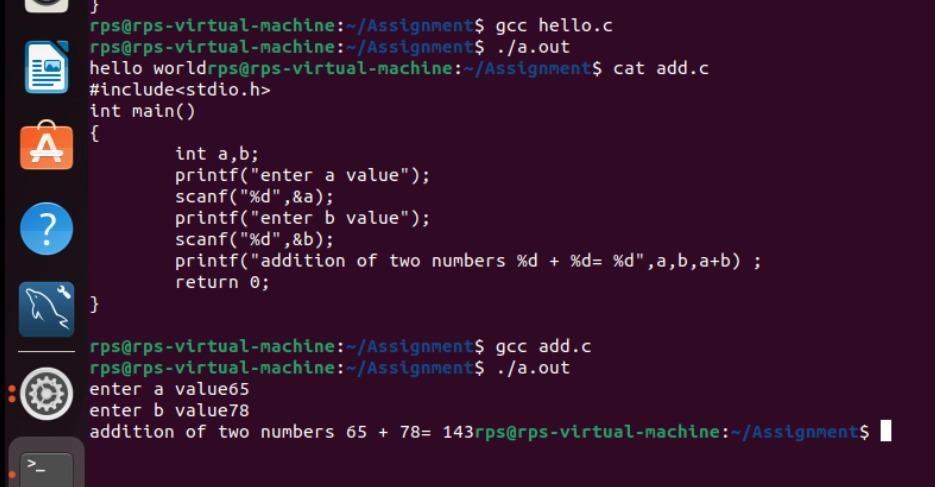 }
rps@rps-virtual-machine:~/Assignment$ gcc hello.c
rps@rps-virtual-machine:~/Assignment$ ./a.out
hello worldrps@rps-virtual-machine:~/Assignment$ cat add.c
#include<stdio.h>
int main()
{
        int a,b;
        printf("enter a value");
        scanf("%d",&a);
        printf("enter b value");
        scanf("%d",&b);
        printf("addition of two numbers %d + %d= %d",a,b,a+b) ;
        return 0;
}

rps@rps-virtual-machine:~/Assignment$ gcc add.c
rps@rps-virtual-machine:~/Assignment$ ./a.out
enter a value65
enter b value78
addition of two numbers 65 + 78= 143rps@rps-virtual-machine:~/Assignment$